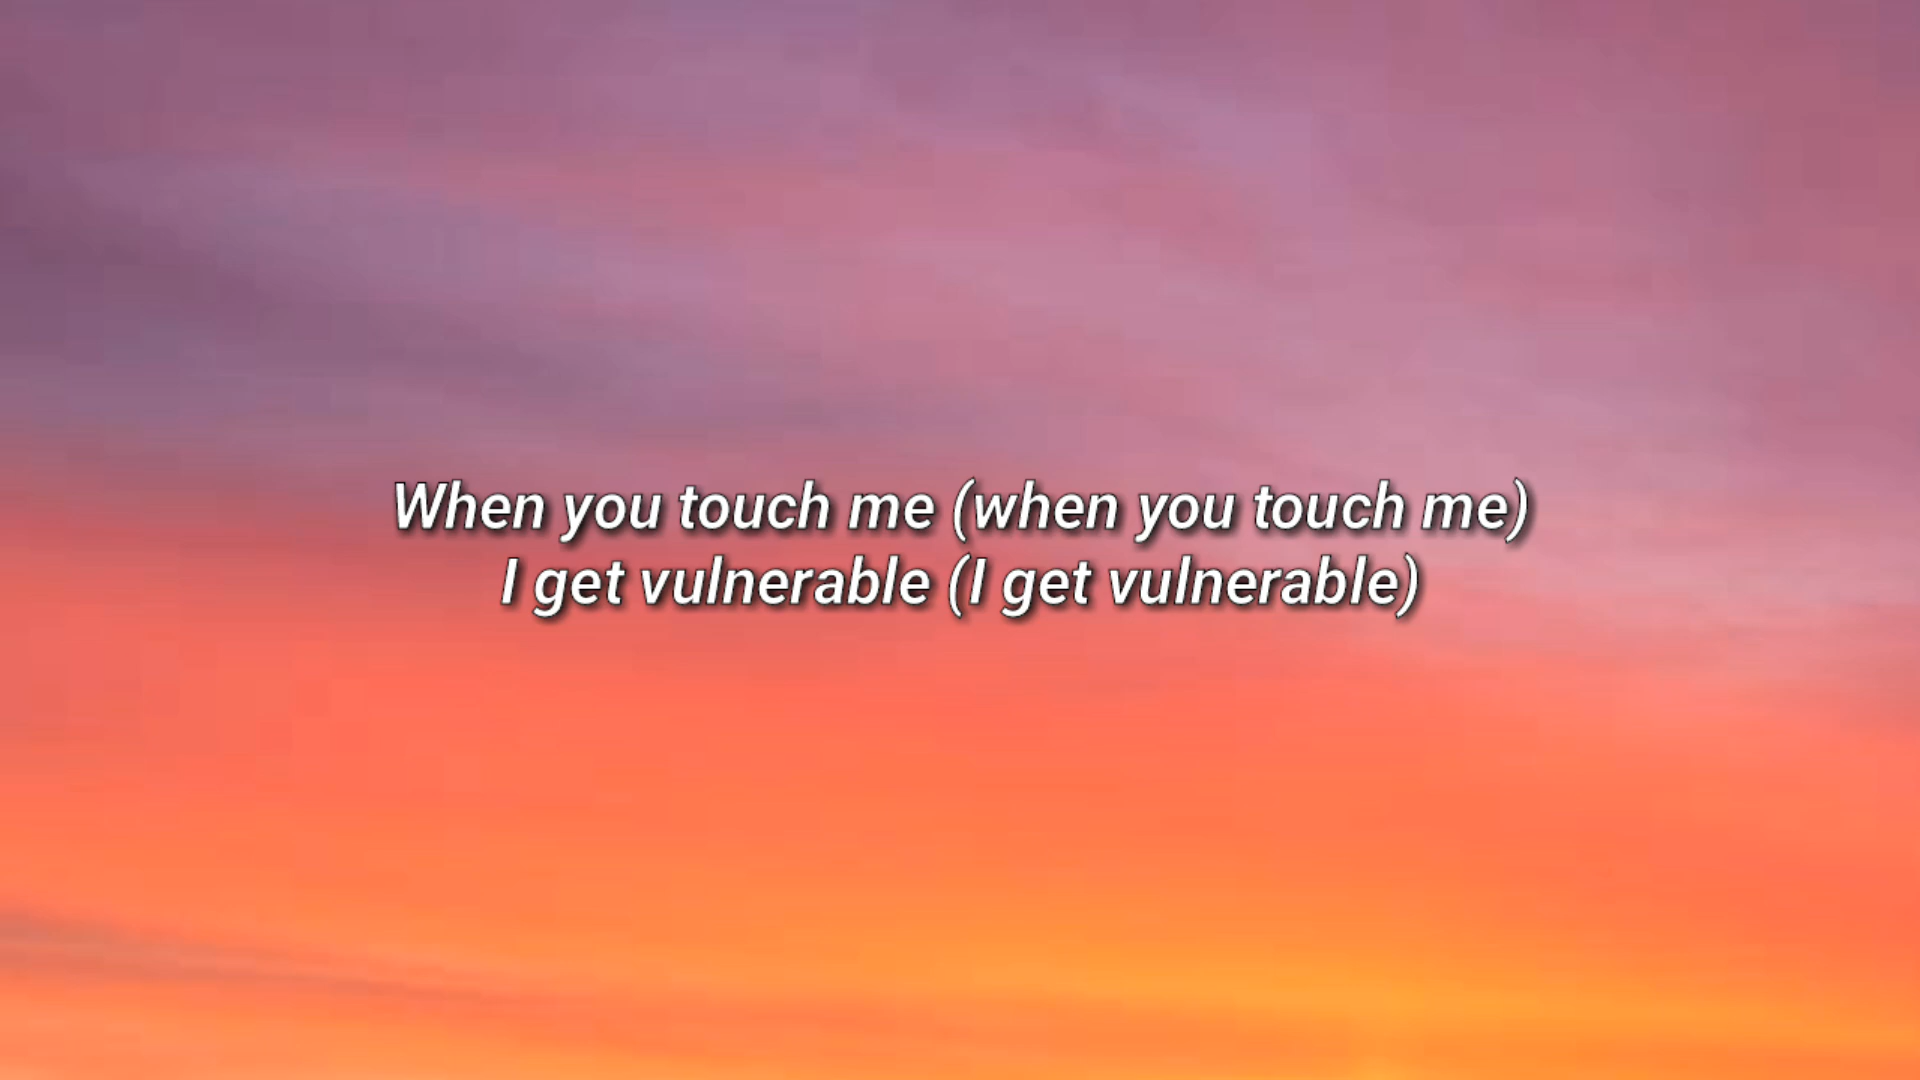 When you touch me (when you touch me)
I get vulnerable (I get vulnerable)